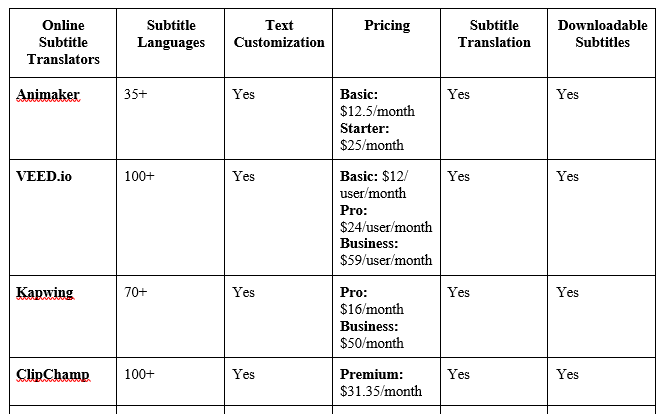 Online Subtitle Translators
Subtitle Languages
Text Customization
Pricing
Subtitle Translation
Downloadable Subtitles
Animaker
35+
Yes
Basic:
$12.5/month
Starter:
$25/month
Yes
Yes
VEED.io
100+
Yes
Basic: $12/
user/month
Pro:
$24/user/month
Business:
$59/user/month
Yes
Yes
Kapwing
70+
Yes
Pro:
$16/month
Business:
$50/month
Yes
Yes
ClipChamp
100+
Yes
Premium:
$31.35/month
Yes
Yes